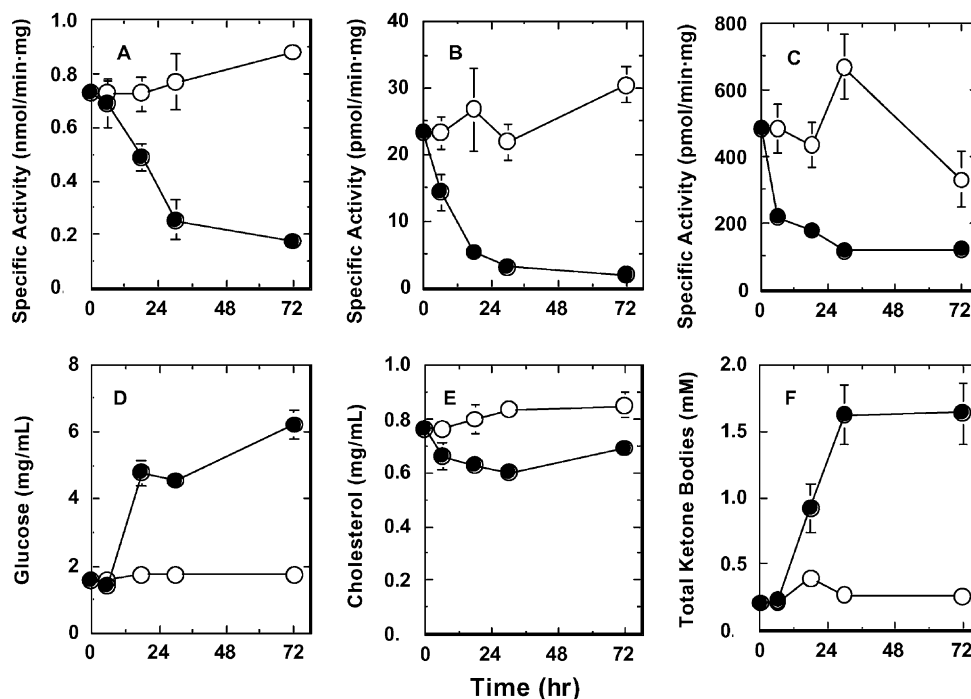 Specific Activity (nmol/min·mg)
1.0
0.8
0.6
0.4
0.2
0.
A
0 24 48 72
Specific Activity (pmol/min·mg)
40
30
20
10
0
B
0 24 48 72
Specific Activity (pmol/min·mg)
800
600
400
200
0
C
0 24 48 72
Glucose (mg/mL)
8
6
4
2
0
D
0 24 48 72
Cholesterol (mg/mL)
1.0
0.8
0.6
0.4
0.2
0.
E
0 24 48 72
Total Ketone Bodies (mM)
2.0
1.5
1.0
0.5
0.
F
0 24 48 72
Time (hr)